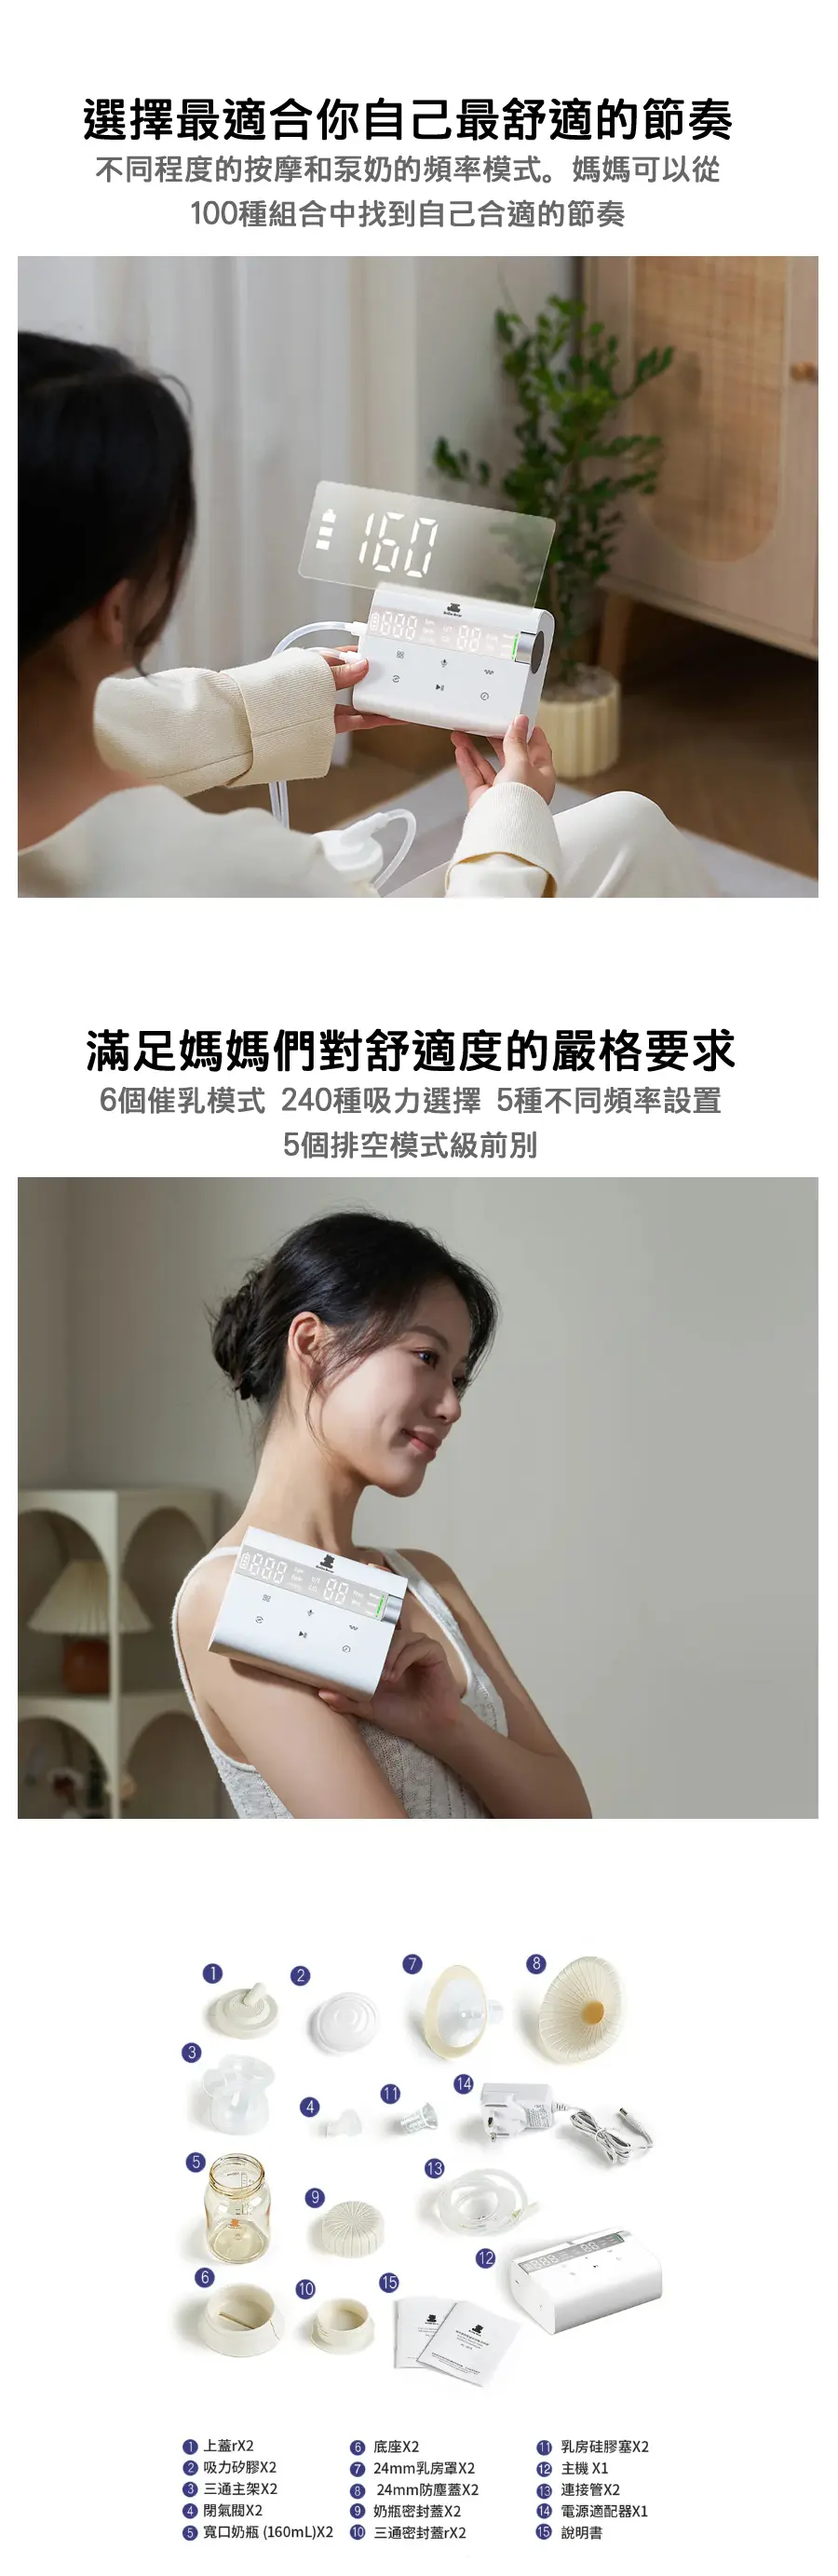 選擇最適合你自己最舒適的節奏
不同程度的按摩和泵奶的頻率模式。媽媽可以從
100種組合中找到自己合適的節奏
160
888 88
滿足媽媽們對舒適度的嚴格要求
6個催乳模式 240種吸力選擇 5種不同頻率設置
5個排空模式級前別
888 88
1
2
3
4
5
6
7
8
9
10
11
12
13
14
15
1 上蓋rX2
2 吸力矽膠X2
3 三通主架X2
4 閉氣閥X2
5 寬口奶瓶 (160mL)X2
6 底座X2
7 24mm乳房罩X2
8 24mm防塵蓋X2
9 奶瓶密封蓋X2
10 三通密封蓋rX2
11 乳房硅膠塞X2
12 主機 X1
13 連接管X2
14 電源適配器X1
15 說明書